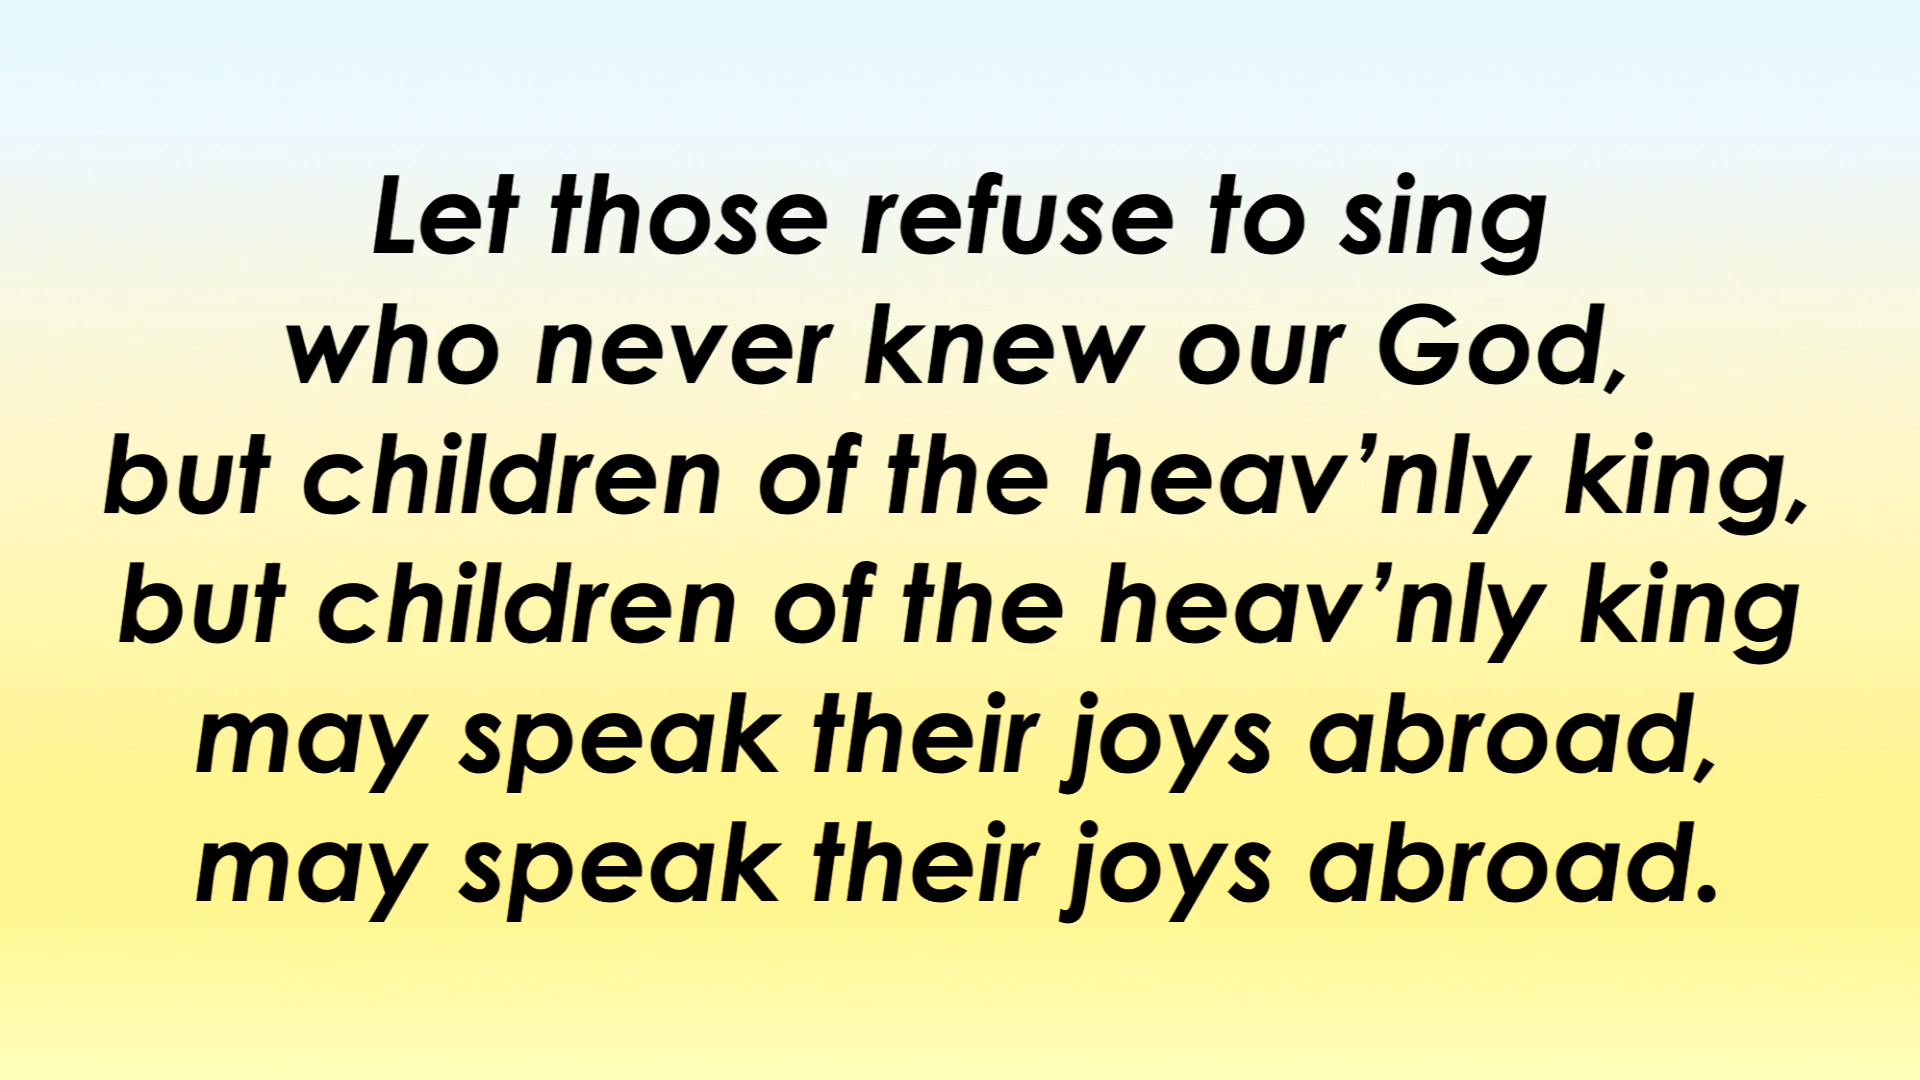 Let those refuse to sing
who never knew our God,
but children of the heav’nly king,
but children of the heav’nly king
may speak their joys abroad,
may speak their joys abroad.